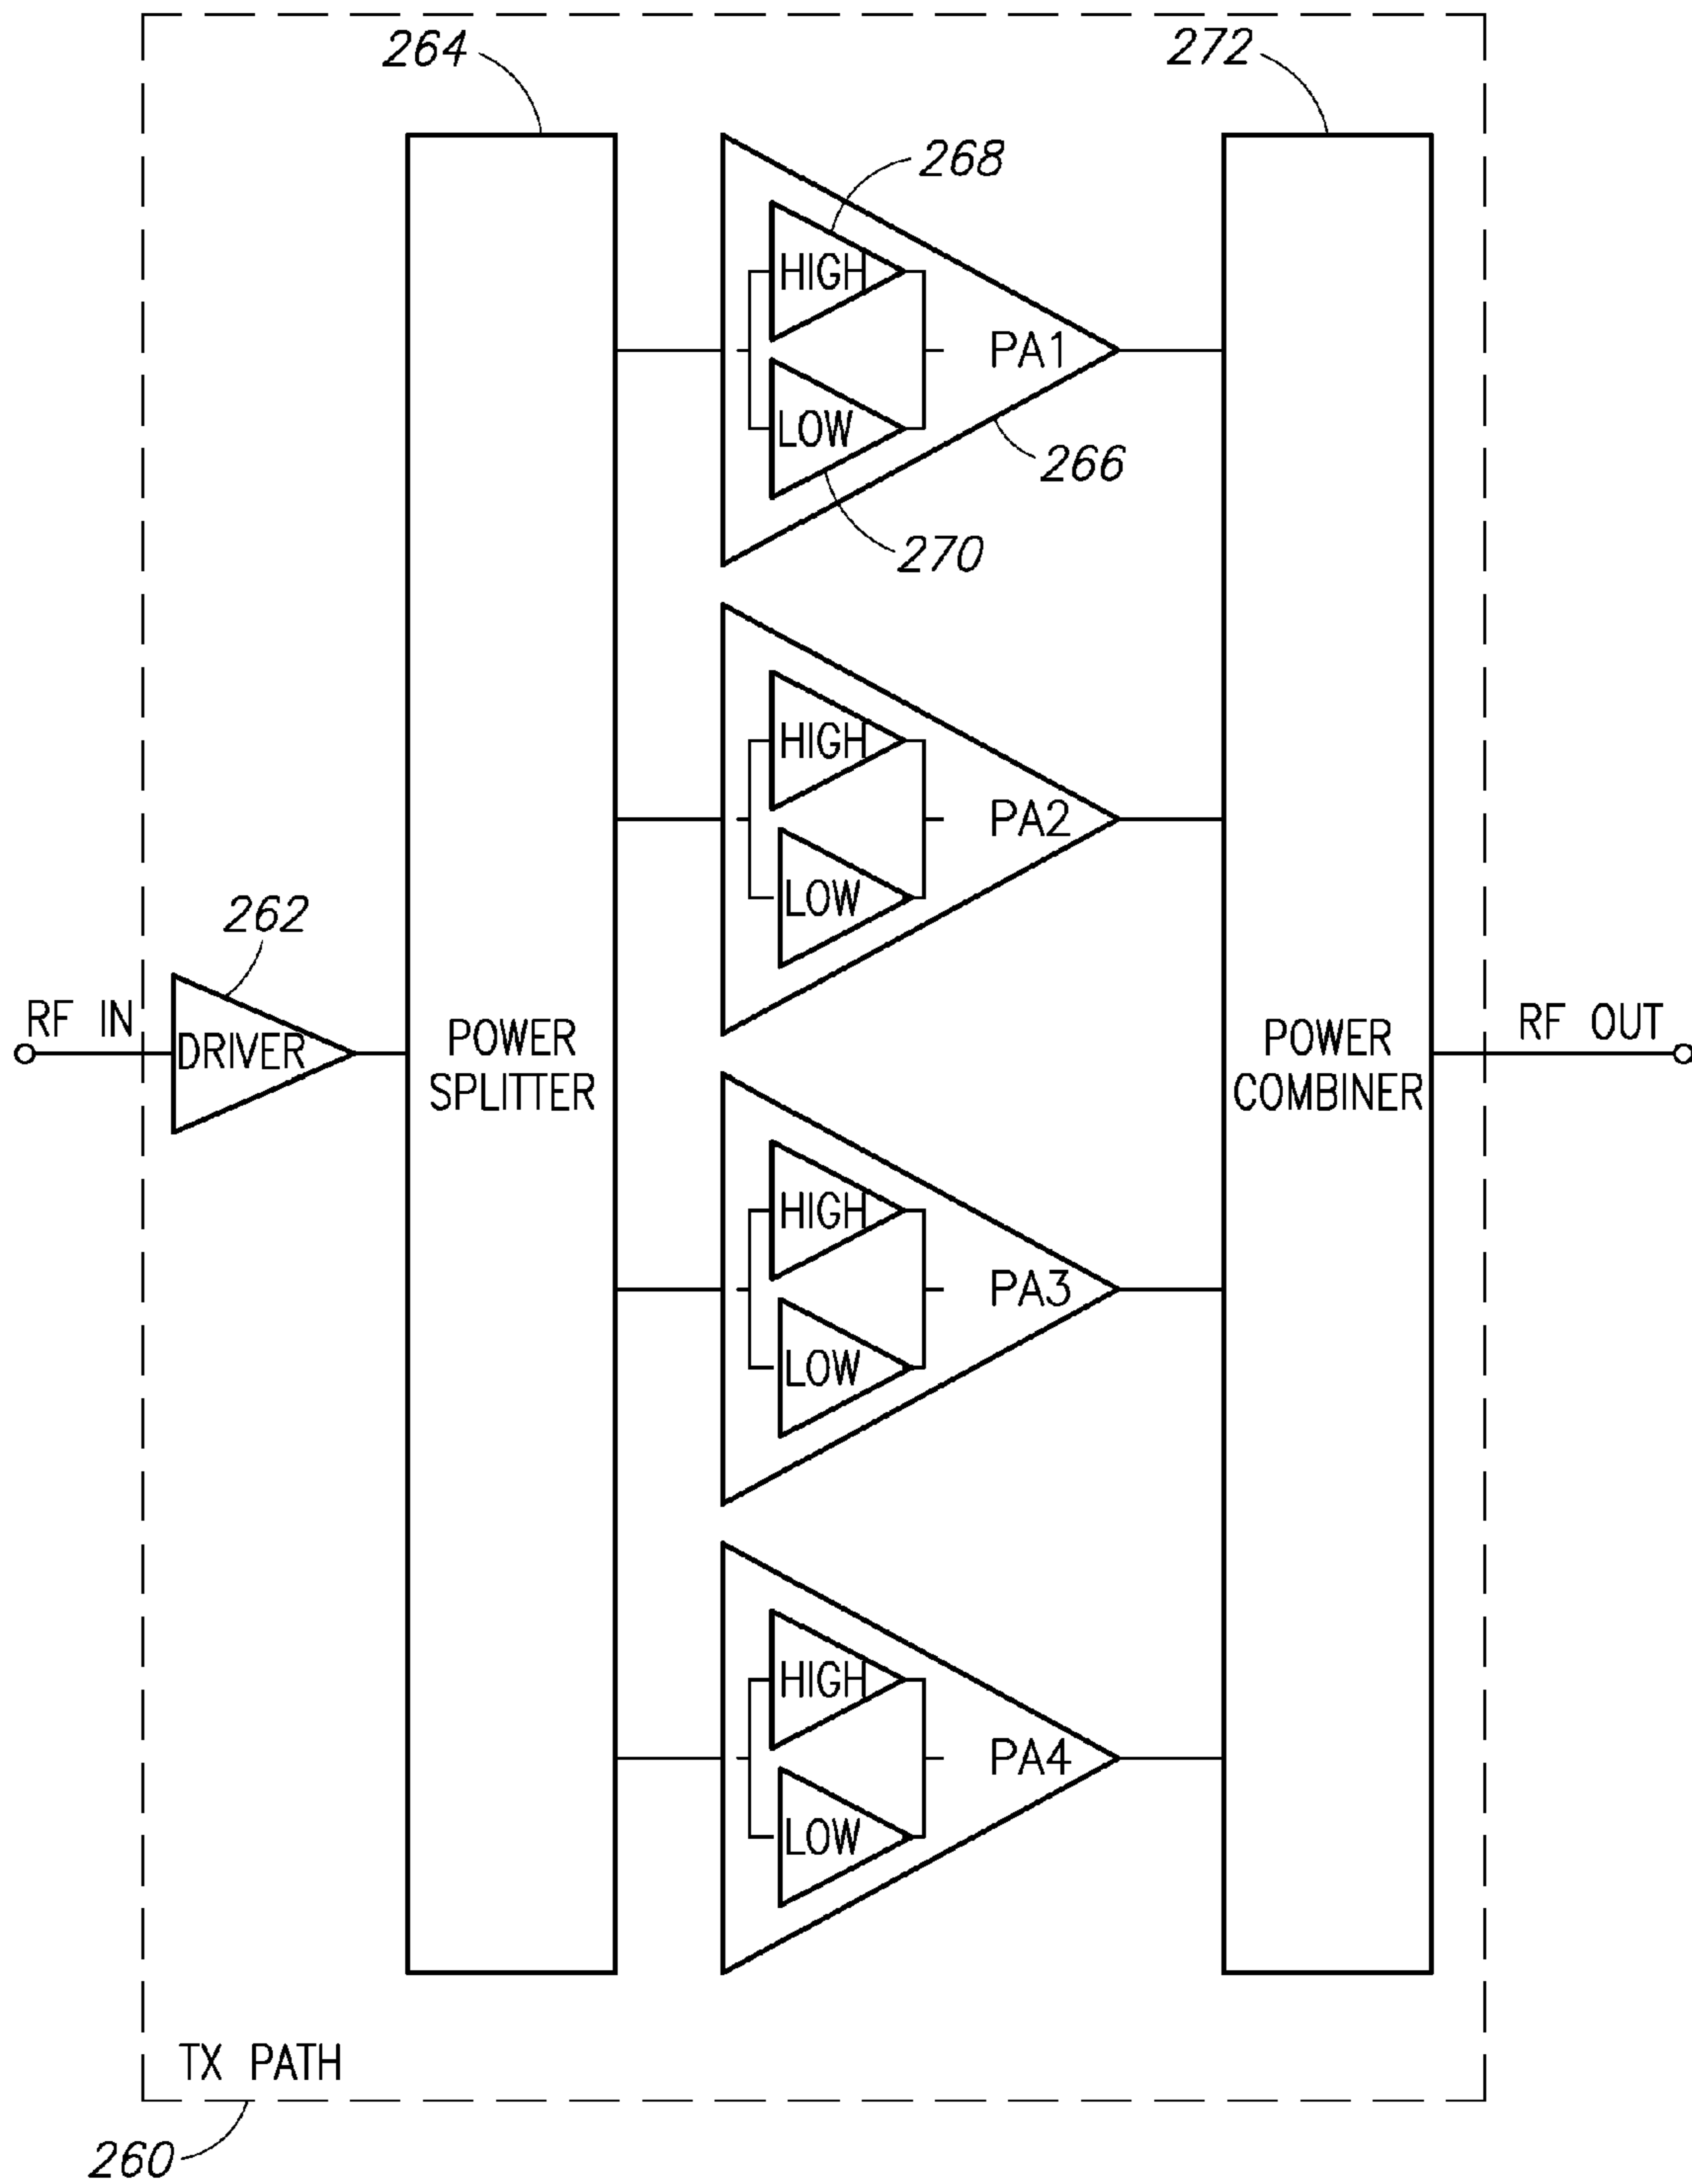 264
272
268
HIGH
PA1
LOW
266
270
HIGH
PA2
LOW
262
RF IN
DRIVER
POWER
SPLITTER
POWER
COMBINER
RF OUT
HIGH
PA3
LOW
HIGH
PA4
LOW
TX PATH
260